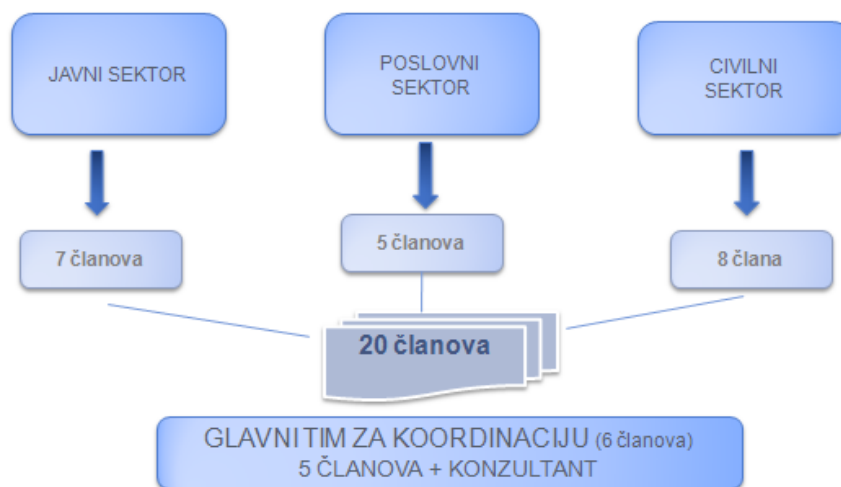 JAVNI SEKTOR
POSLOVNI
SEKTOR
CIVILNI
SEKTOR
7 članova
5 članova
8 člana
20 članova
GLAVNI TIM ZA KOORDINACIJU (6 članova)
5 ČLANOVA + KONZULTANT